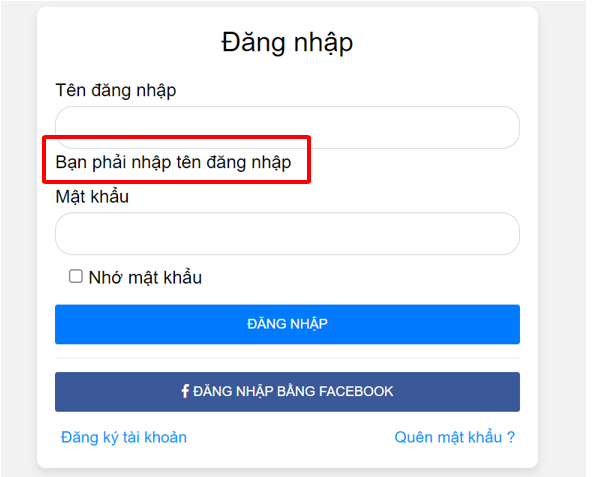 Đăng nhập
Tên đăng nhập
Bạn phải nhập tên đăng nhập
Mật khẩu
Nhớ mật khẩu
ĐĂNG NHẬP
ĐĂNG NHẬP BẰNG FACEBOOK
Đăng ký tài khoản
Quên mật khẩu ?